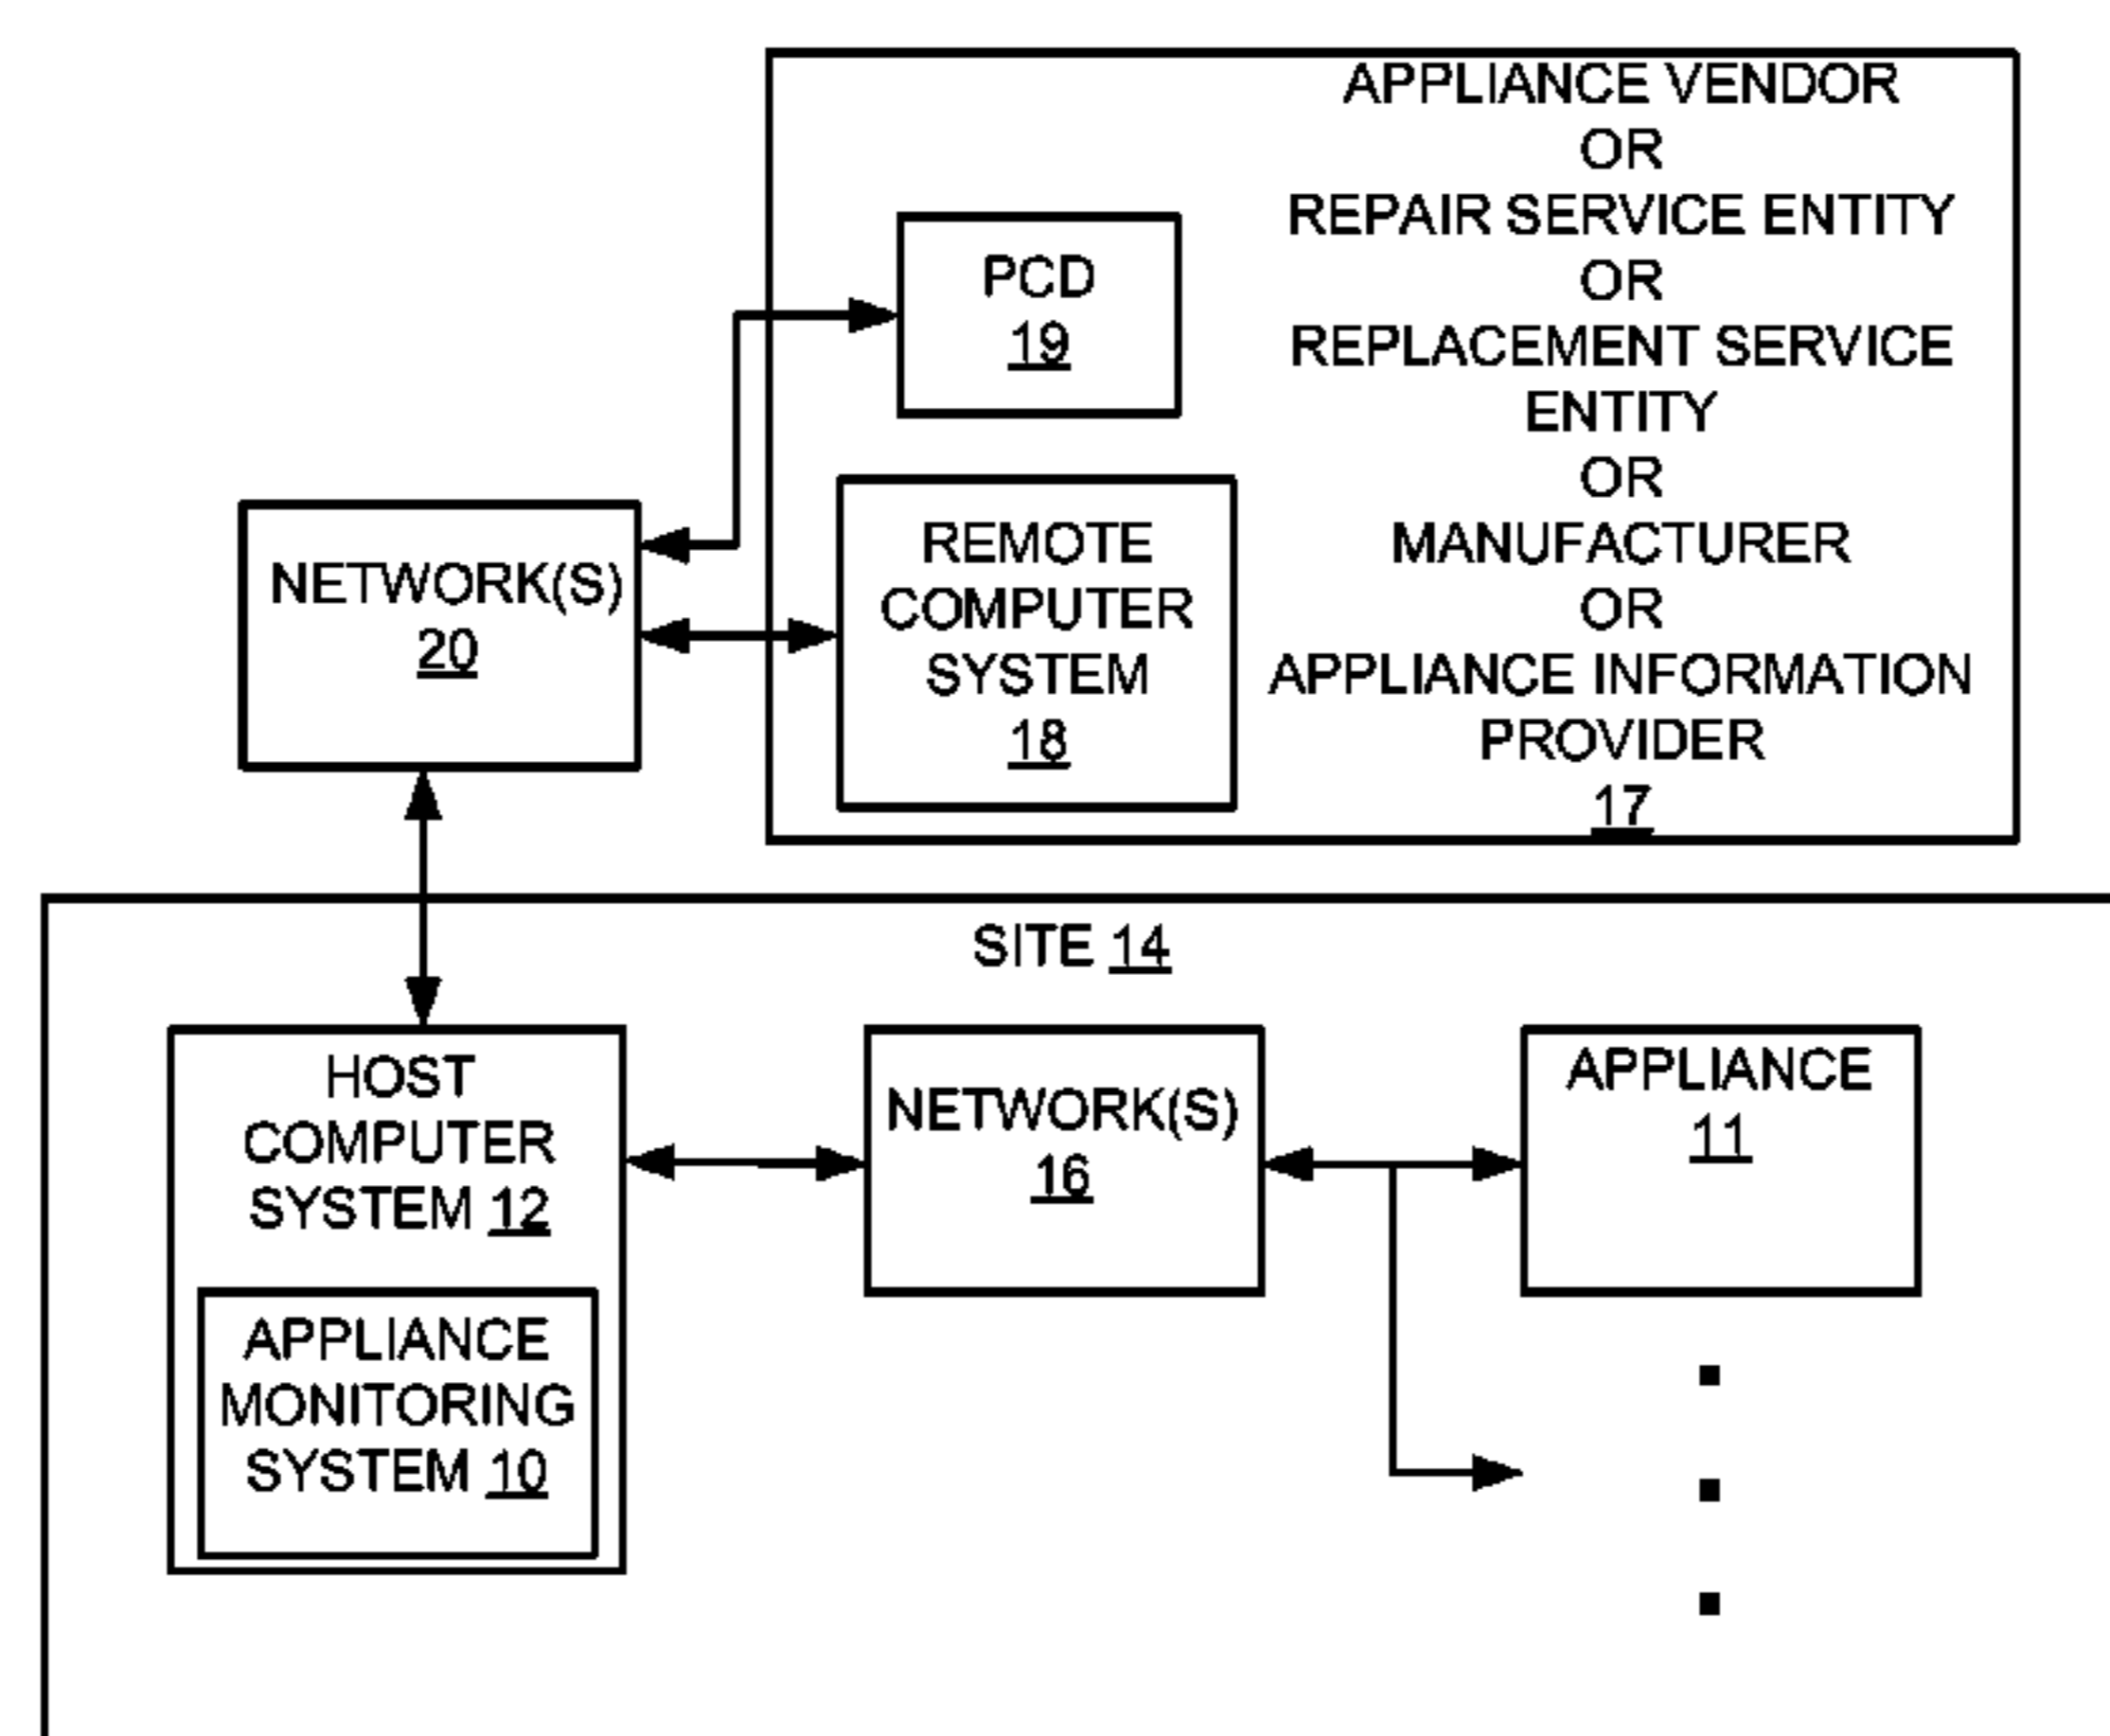 APPLIANCE VENDOR
OR
REPAIR SERVICE ENTITY
OR
REPLACEMENT SERVICE
ENTITY
OR
MANUFACTURER
OR
APPLIANCE INFORMATION
PROVIDER
17
PCD
19
REMOTE
COMPUTER
SYSTEM
18
NETWORK(S)
20
SITE 14
HOST
COMPUTER
SYSTEM 12
APPLIANCE
MONITORING
SYSTEM 10
NETWORK(S)
16
APPLIANCE
11